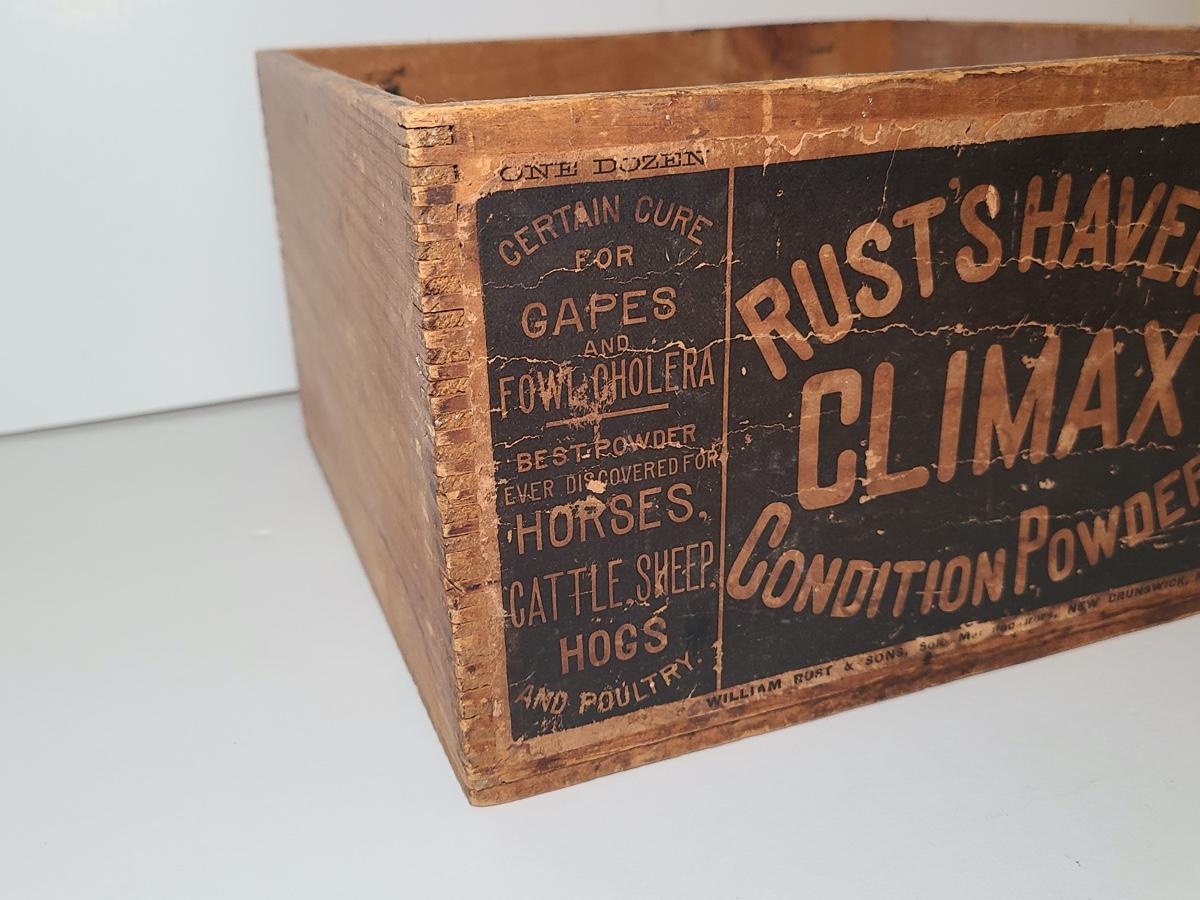 ONE DOZEN
CERTAIN CURE
FOR
GAPES
AND
FOWL CHOLERA
BEST POWDER
EVER DISCOVERED FOR
HORSES,
CATTLE, SHEEP,
HOGS
AND POULTRY.
RUST'S HAVEN
CLIMAX
CONDITION POWDER
WILLIAM RUST & SONS, Sole NEW BRUNSWICK,